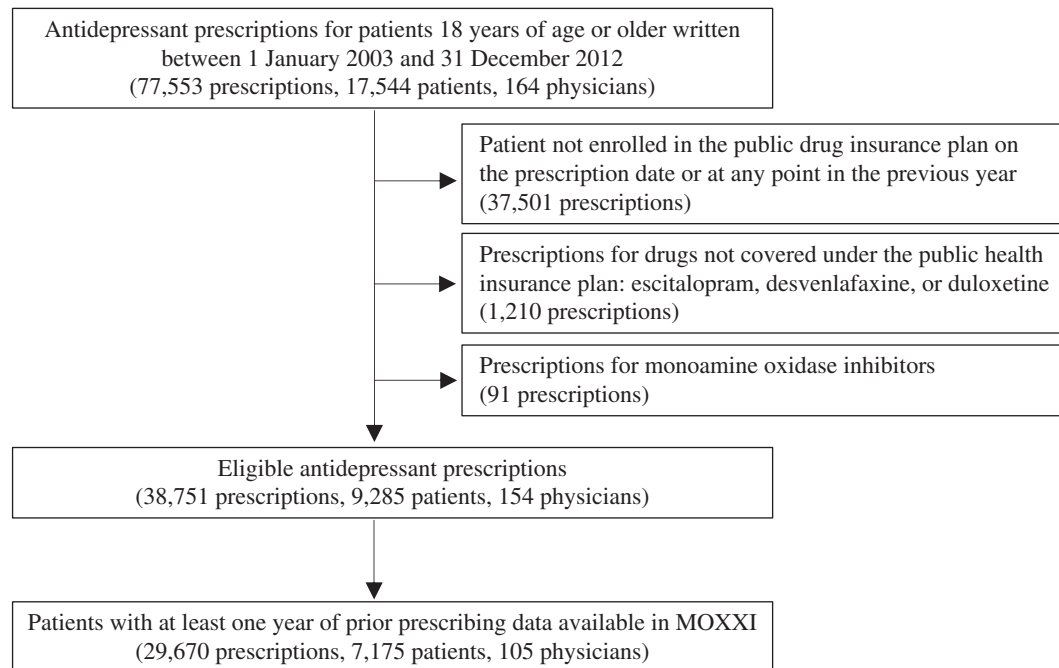 Antidepressant prescriptions for patients 18 years of age or older written
between 1 January 2003 and 31 December 2012
(77,553 prescriptions, 17,544 patients, 164 physicians)
Patient not enrolled in the public drug insurance plan on
the prescription date or at any point in the previous year
(37,501 prescriptions)
Prescriptions for drugs not covered under the public health
insurance plan: escitalopram, desvenlafaxine, or duloxetine
(1,210 prescriptions)
Prescriptions for monoamine oxidase inhibitors
(91 prescriptions)
Eligible antidepressant prescriptions
(38,751 prescriptions, 9,285 patients, 154 physicians)
Patients with at least one year of prior prescribing data available in MOXXI
(29,670 prescriptions, 7,175 patients, 105 physicians)